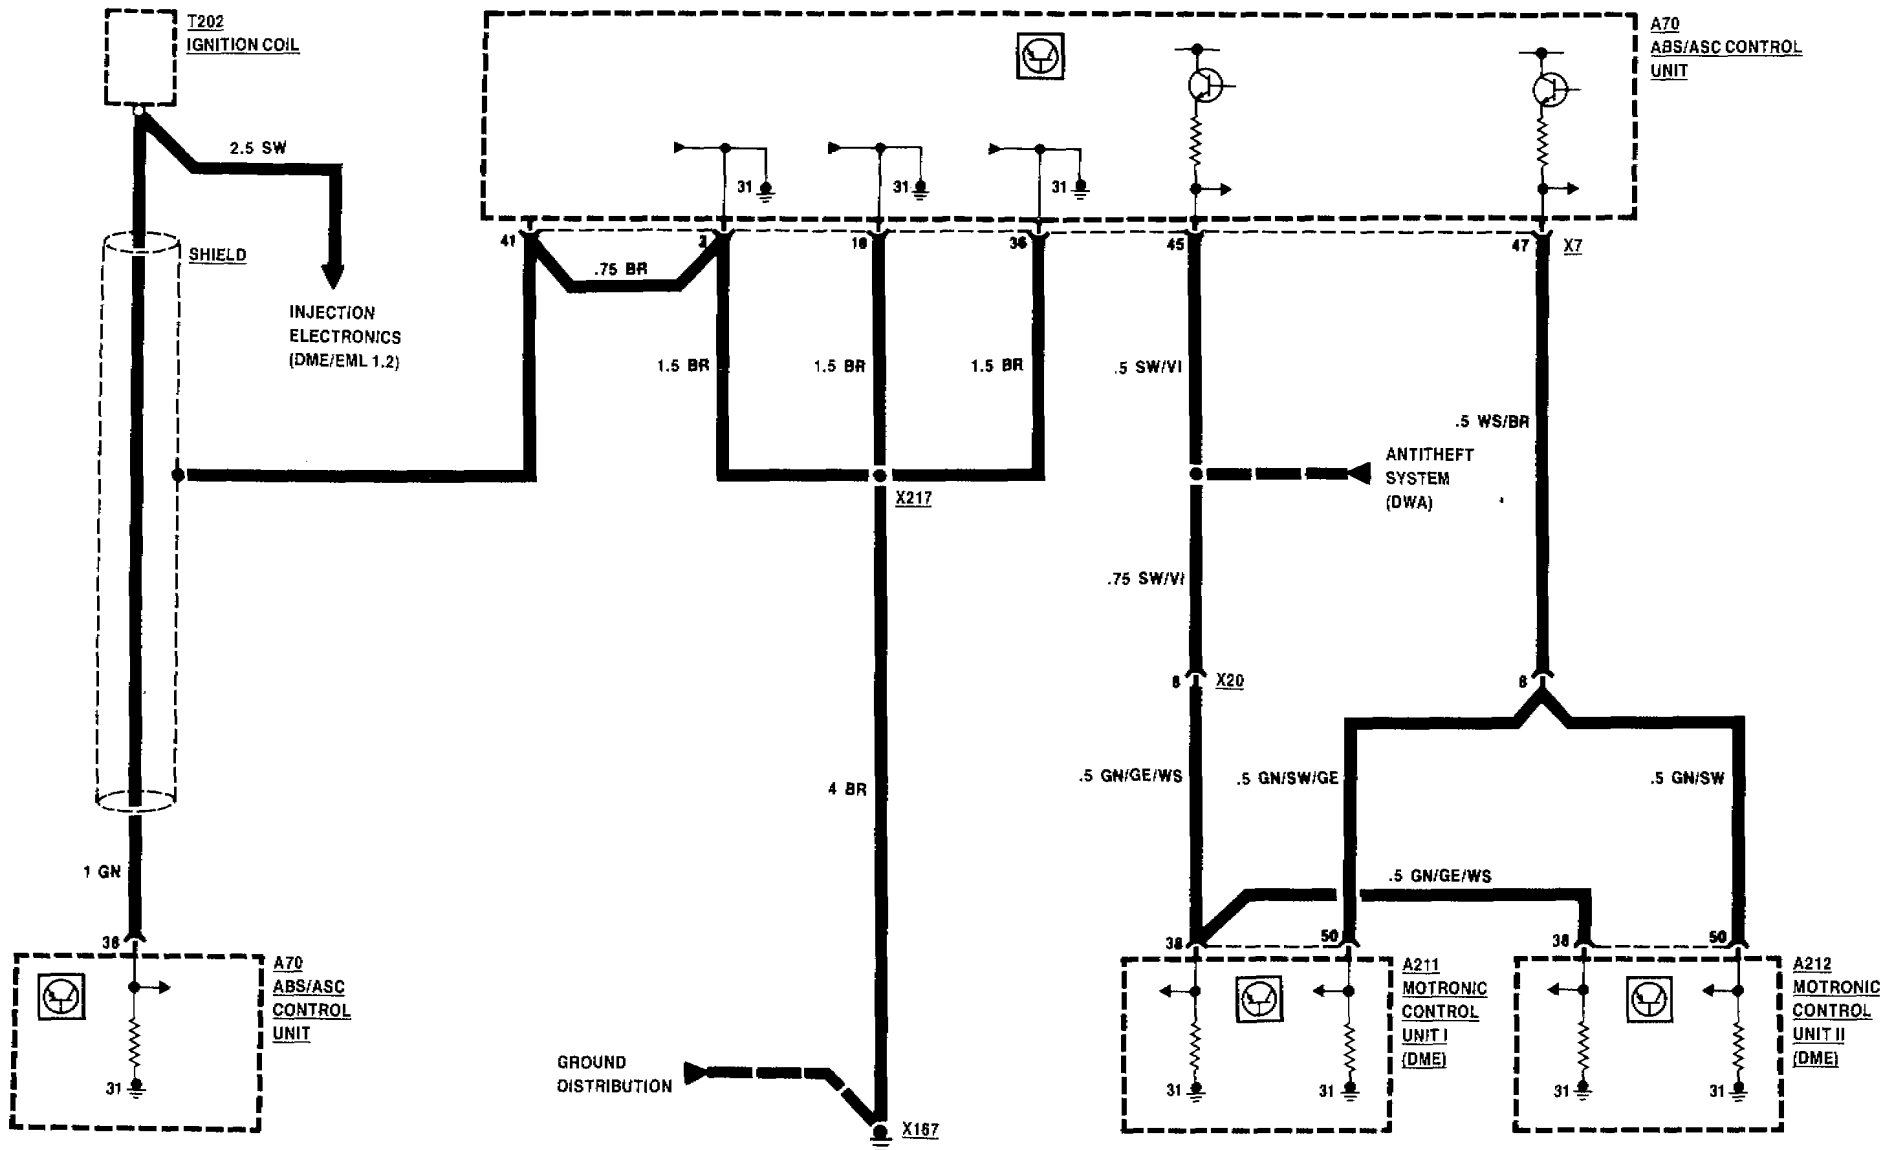 T202
IGNITION COIL
A70
ABS/ASC CONTROL
UNIT
2.5 SW
31
31
31
41
18
36
45
47
X7
SHIELD
.75 BR
INJECTION
ELECTRONICS
(DME/EML 1.2)
1.5 BR
1.5 BR
1.5 BR
.5 SW/VI
.5 WS/BR
ANTITHEFT
SYSTEM
(DWA)
X217
.75 SW/VI
8
X20
6
.5 GN/GE/WS
.5 GN/SW/GE
.5 GN/SW
4 BR
1 GN
.5 GN/GE/WS
38
38
50
38
50
A70
ABS/ASC
CONTROL
UNIT
31
A211
MOTRONIC
CONTROL
UNIT I
(DME)
31
31
A212
MOTRONIC
CONTROL
UNIT II
(DME)
31
31
GROUND
DISTRIBUTION
X167